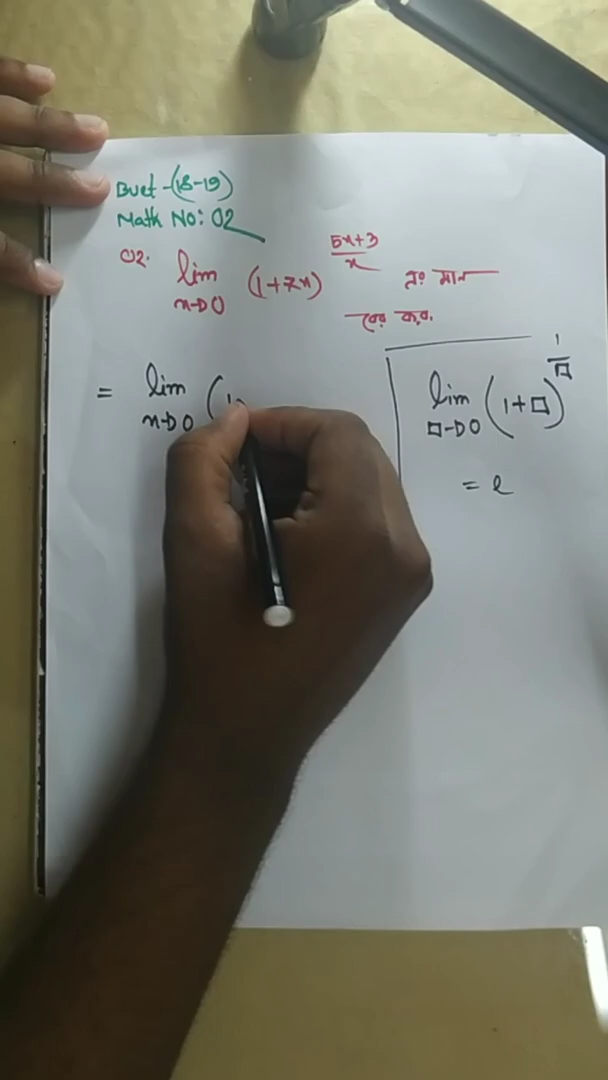 Buet-(18-19)
Math No: 02
02. lim x→0 (1+7x)^(5x+3)/x এর মান
বের কর.
= lim x→0 (1
lim □→0 (1+□)^1/□
= e